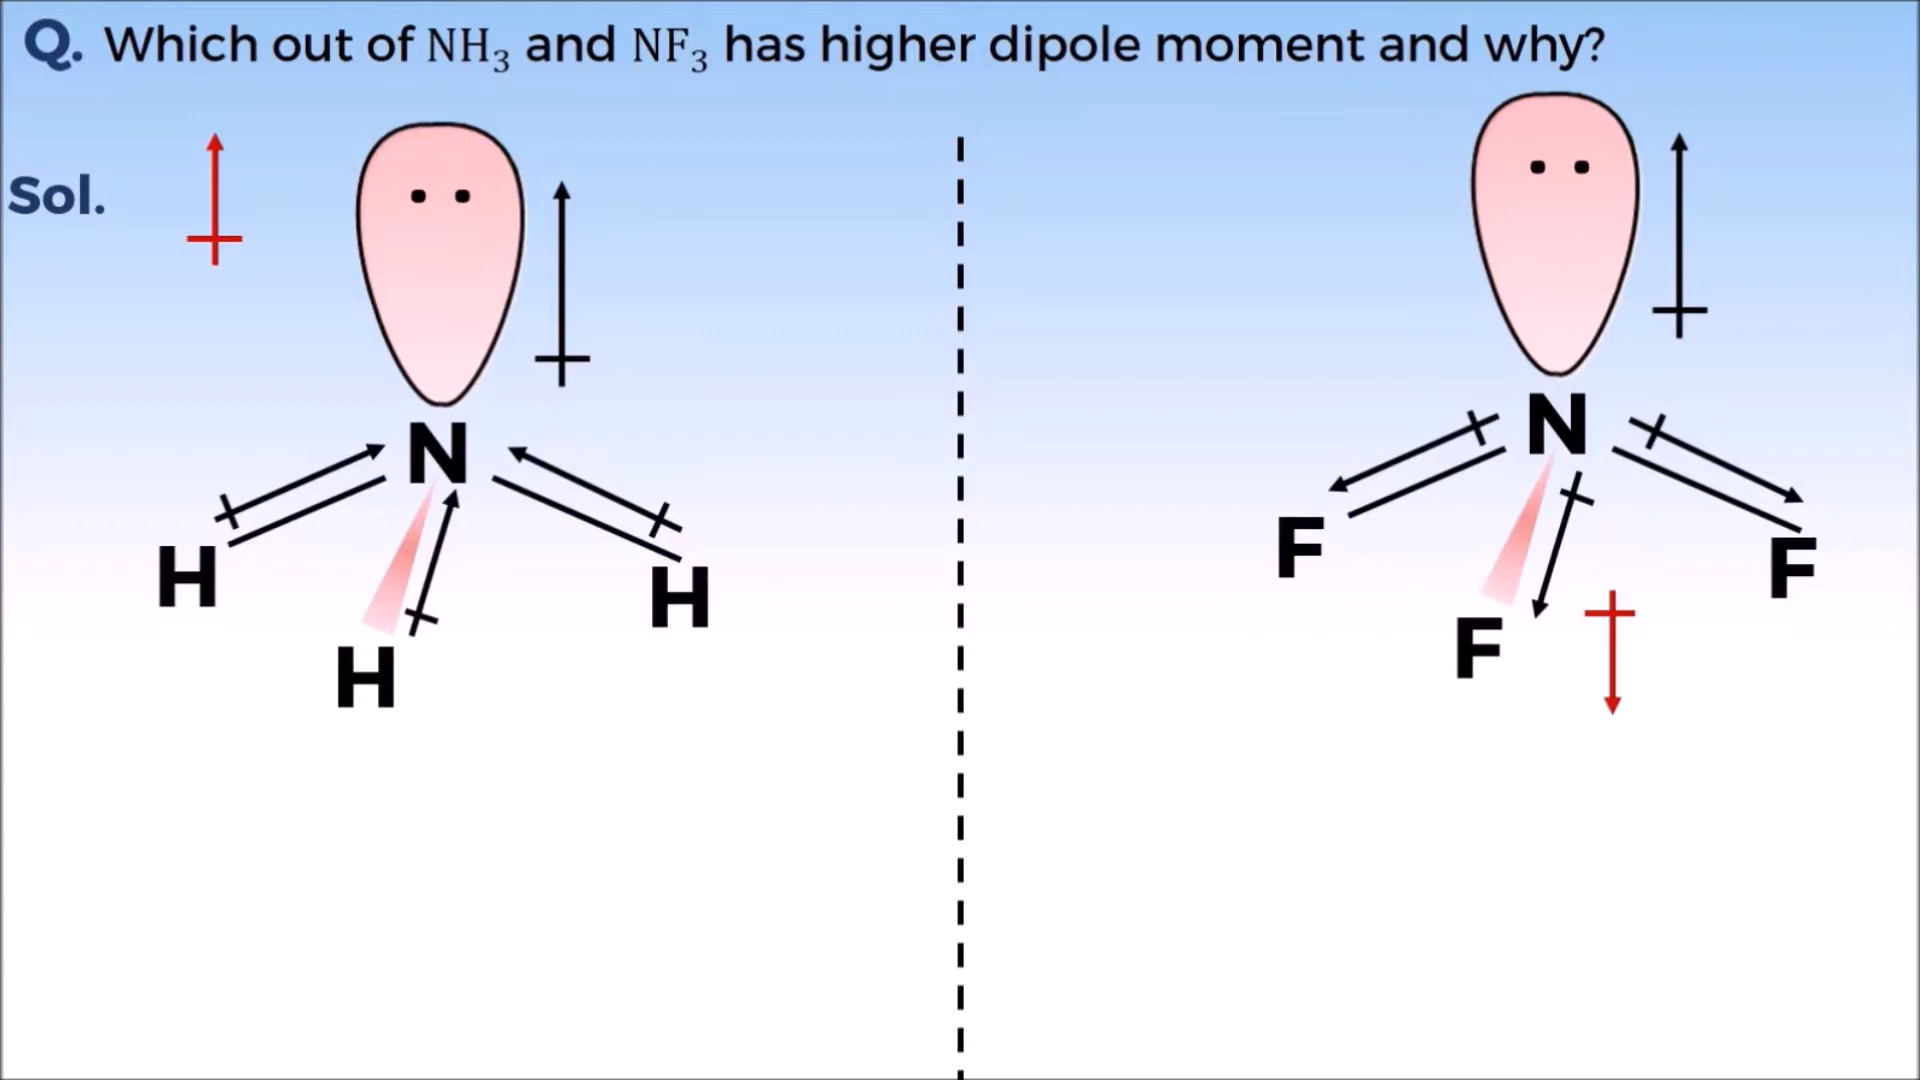 Q. Which out of NH₃ and NF₃ has higher dipole moment and why?
Sol.
N
N
H
H
H
F
F
F